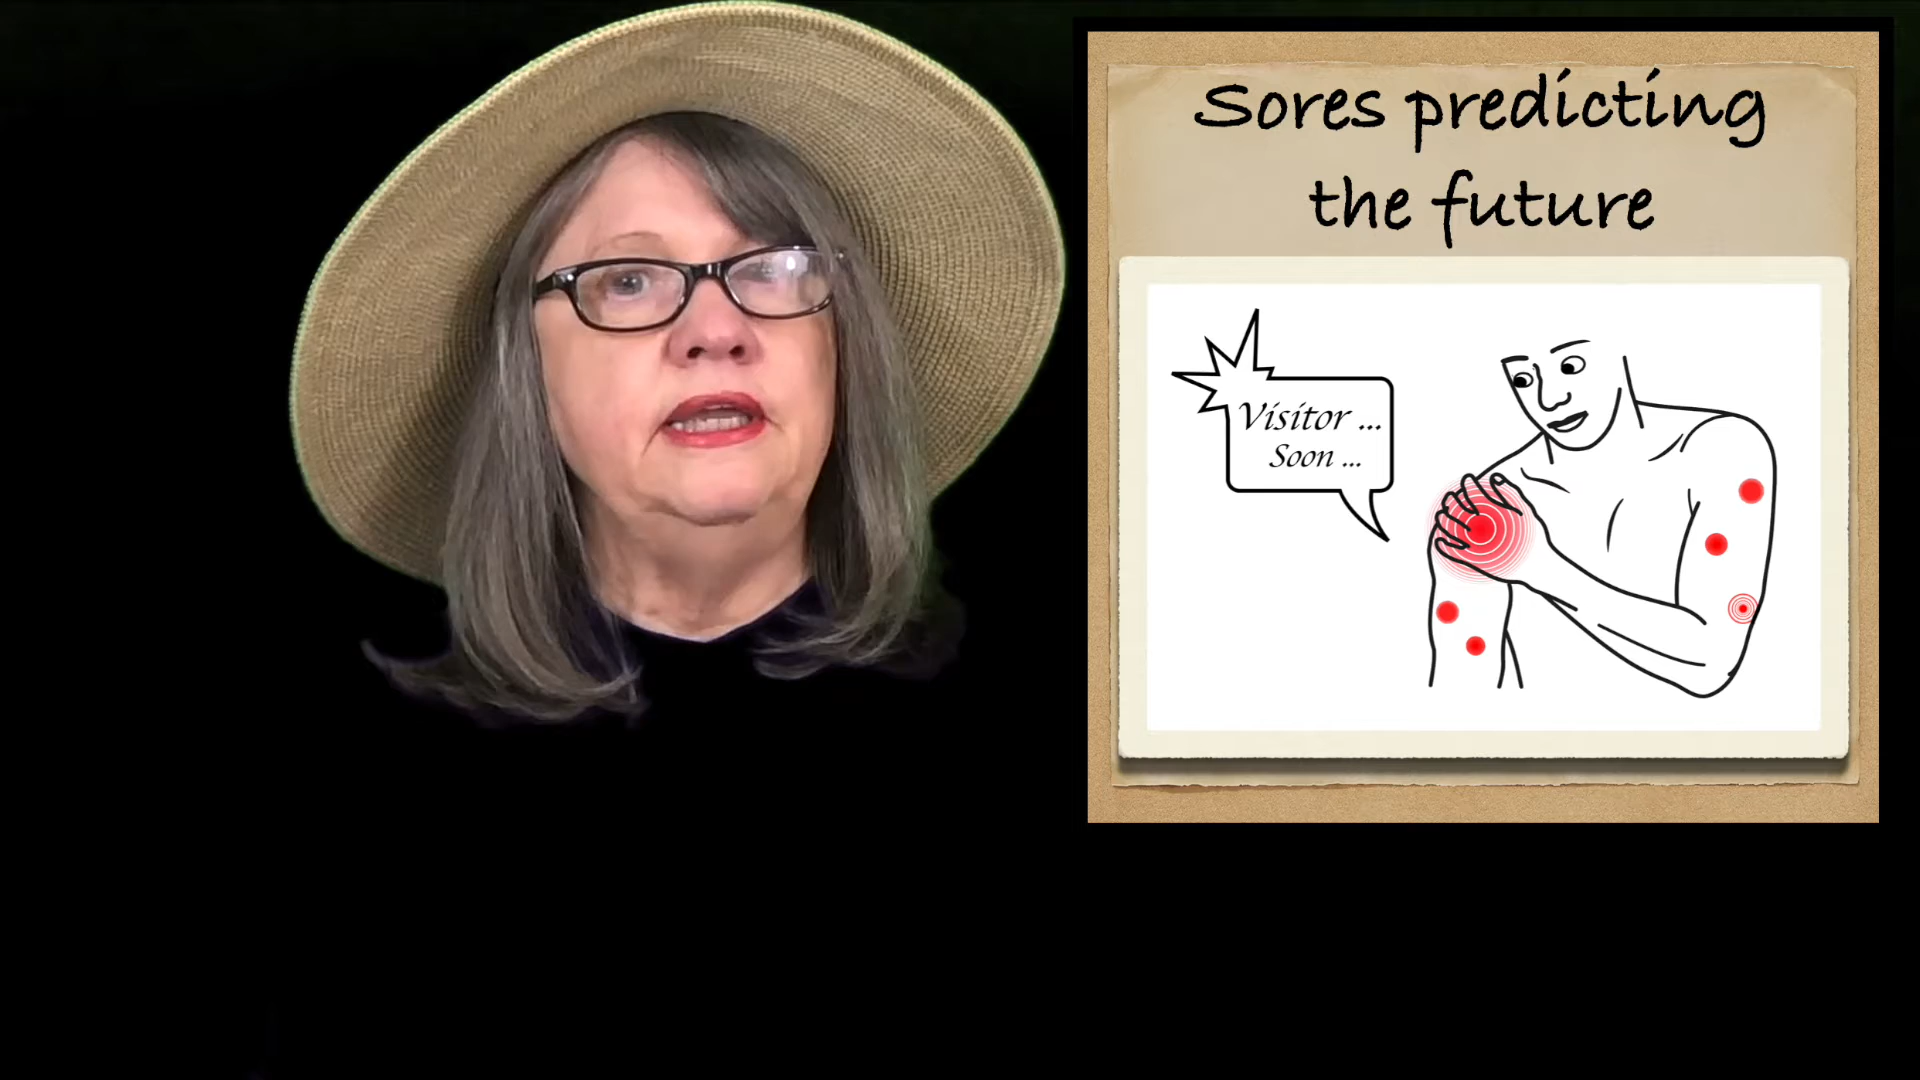 Sores predicting
the future
Visitor ...
Soon ...